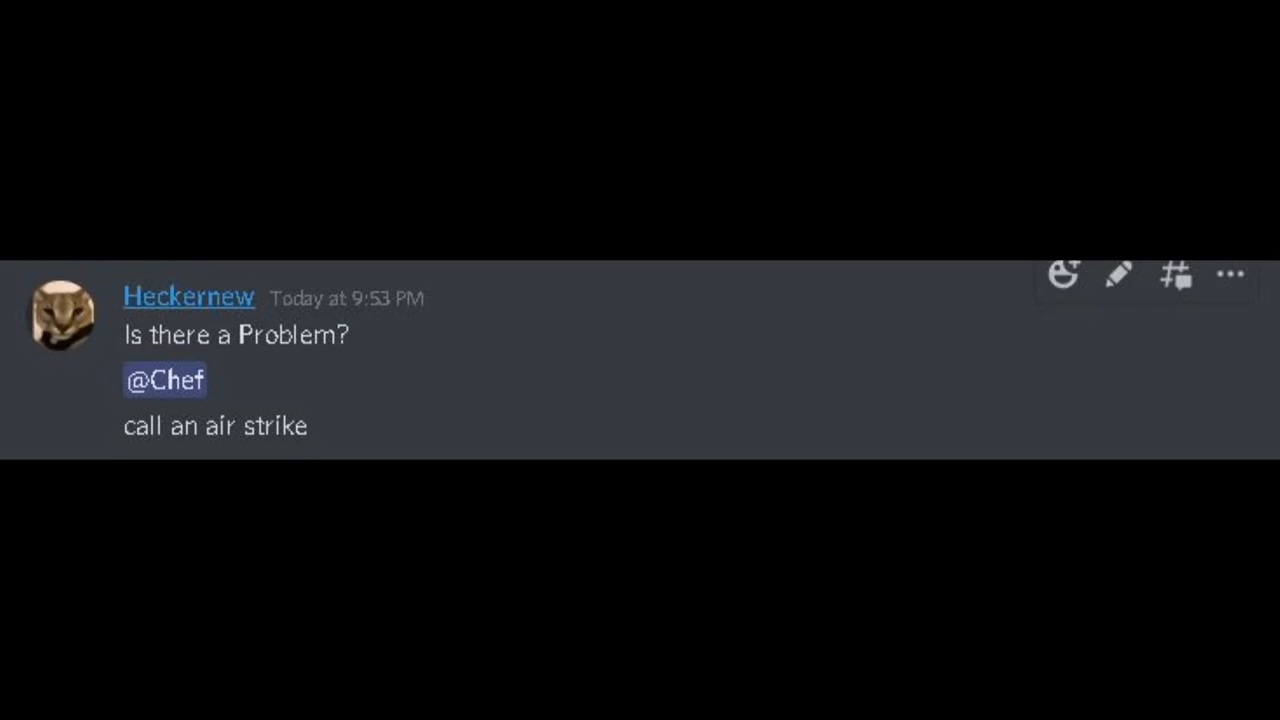 Heckernew Today at 9:53 PM
Is there a Problem?
@Chef
call an air strike